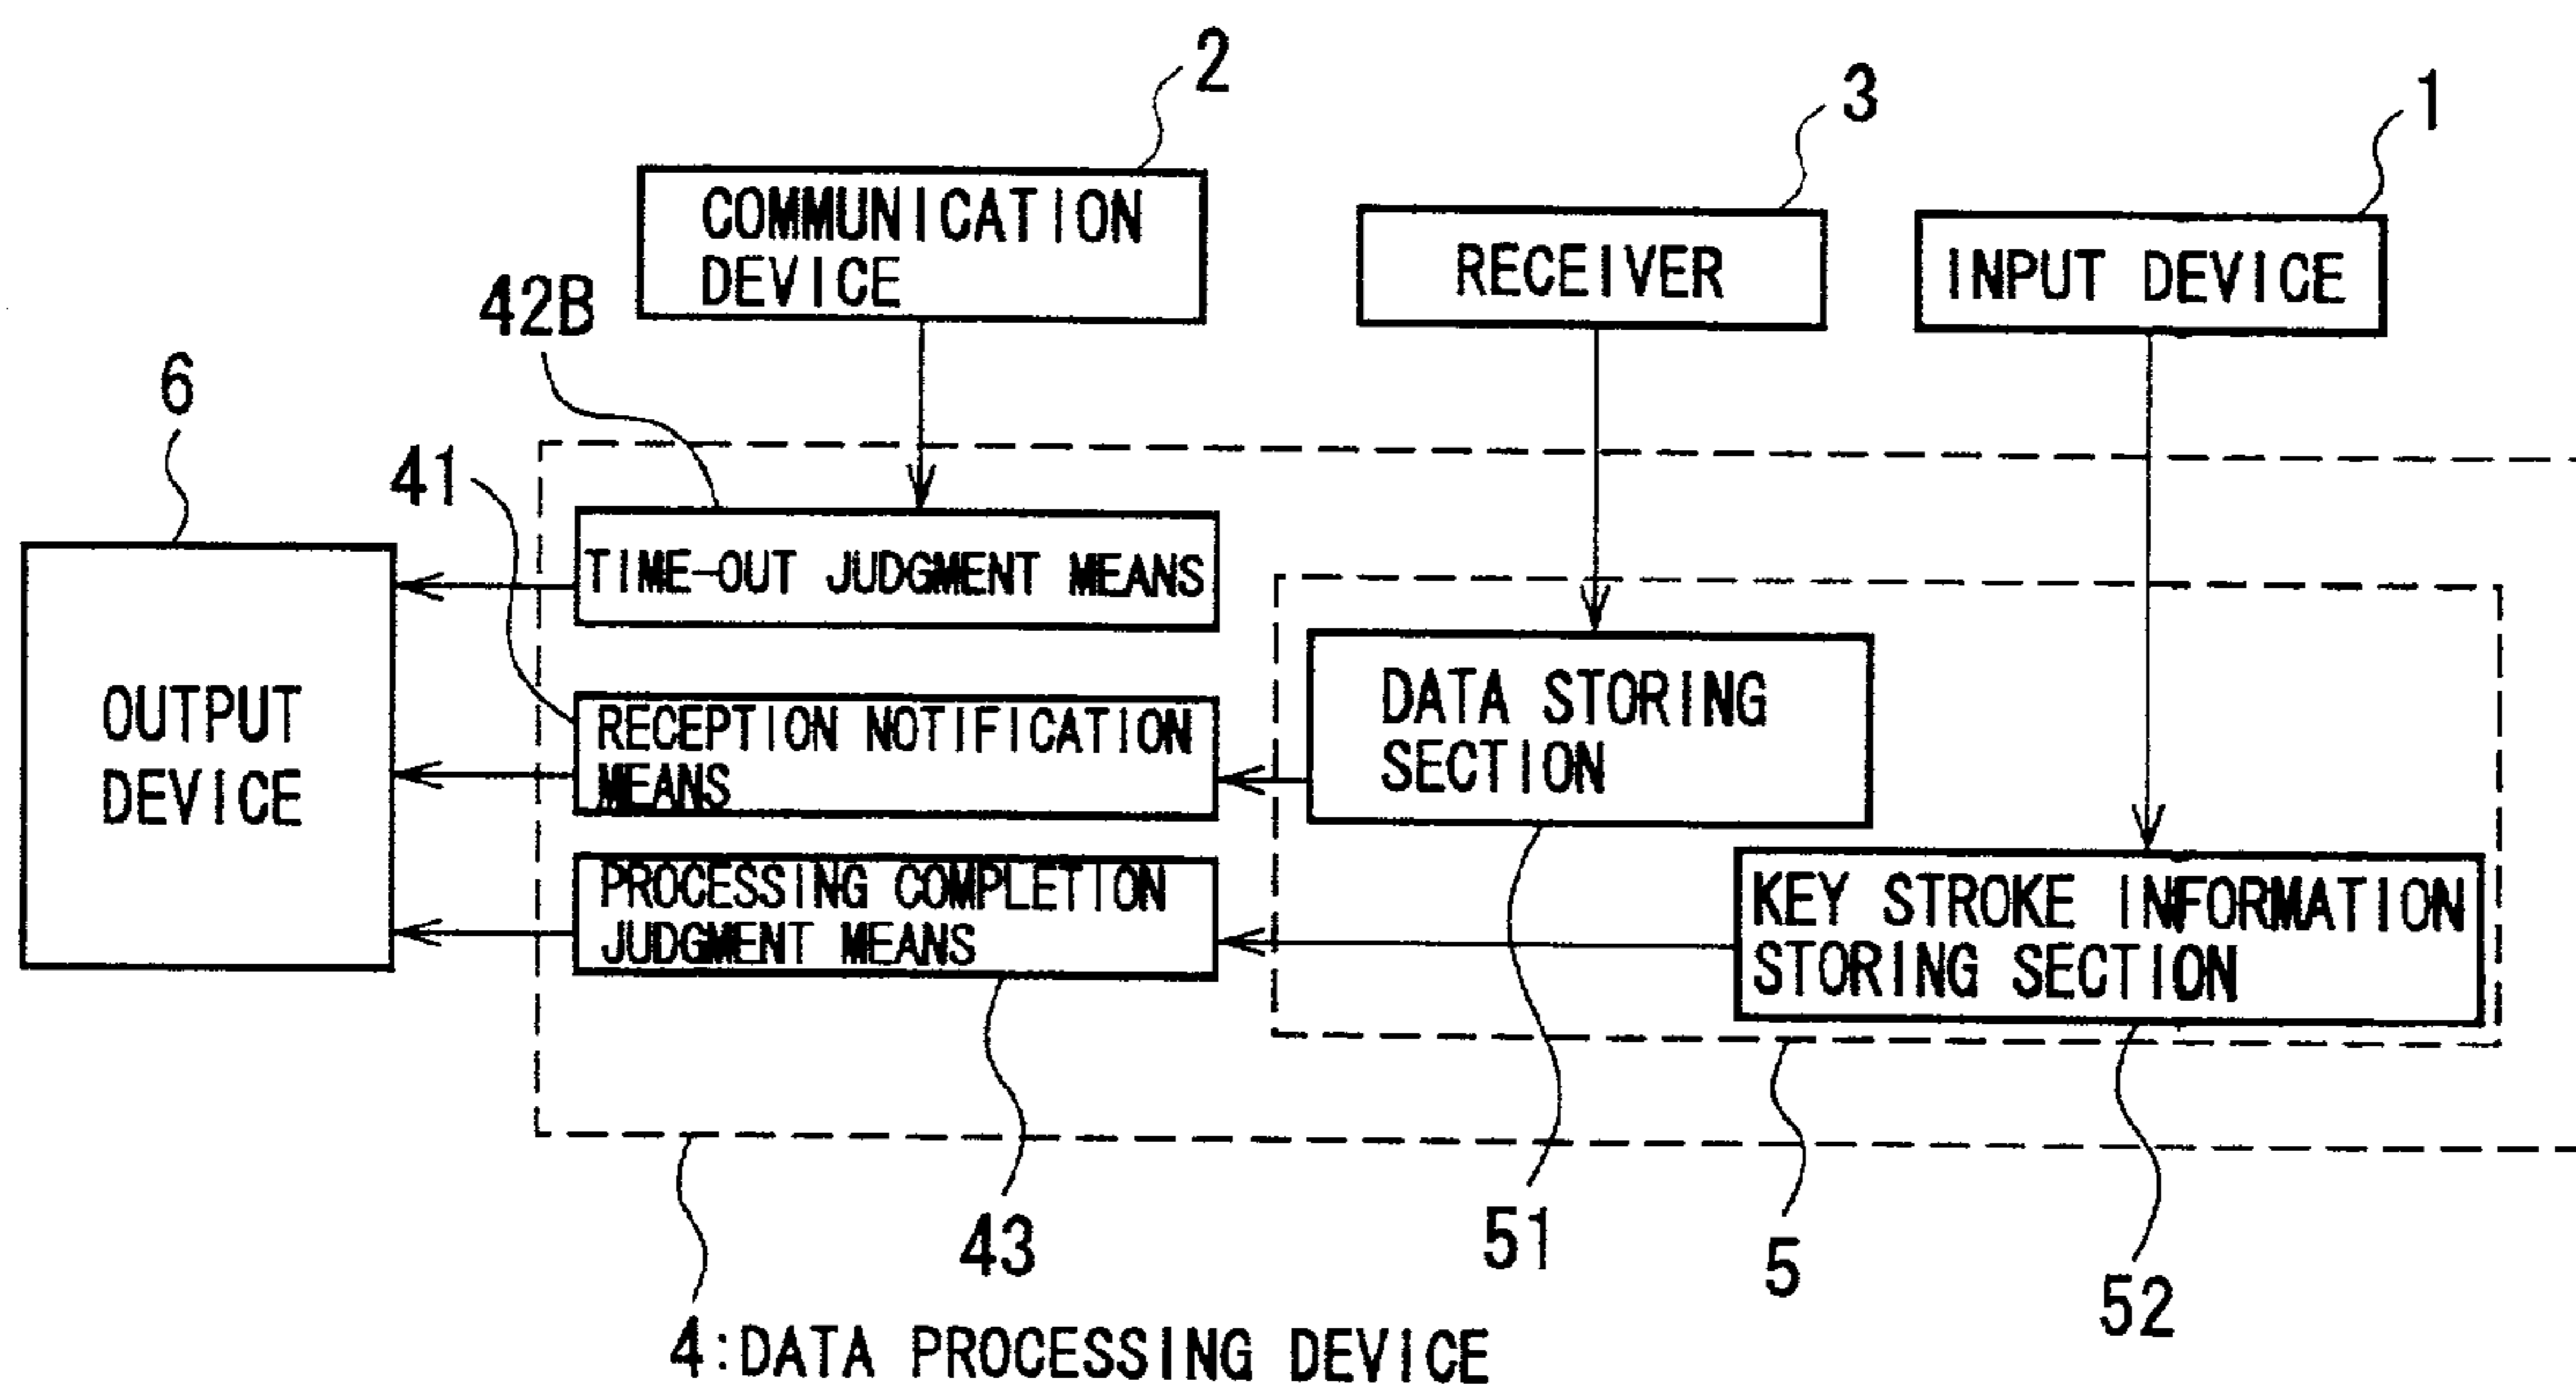 2
3
1
COMMUNICATION
DEVICE
RECEIVER
INPUT DEVICE
42B
6
41
TIME-OUT JUDGMENT MEANS
OUTPUT
DEVICE
RECEPTION NOTIFICATION
MEANS
DATA STORING
SECTION
PROCESSING COMPLETION
JUDGMENT MEANS
KEY STROKE INFORMATION
STORING SECTION
43
51
5
52
4:DATA PROCESSING DEVICE